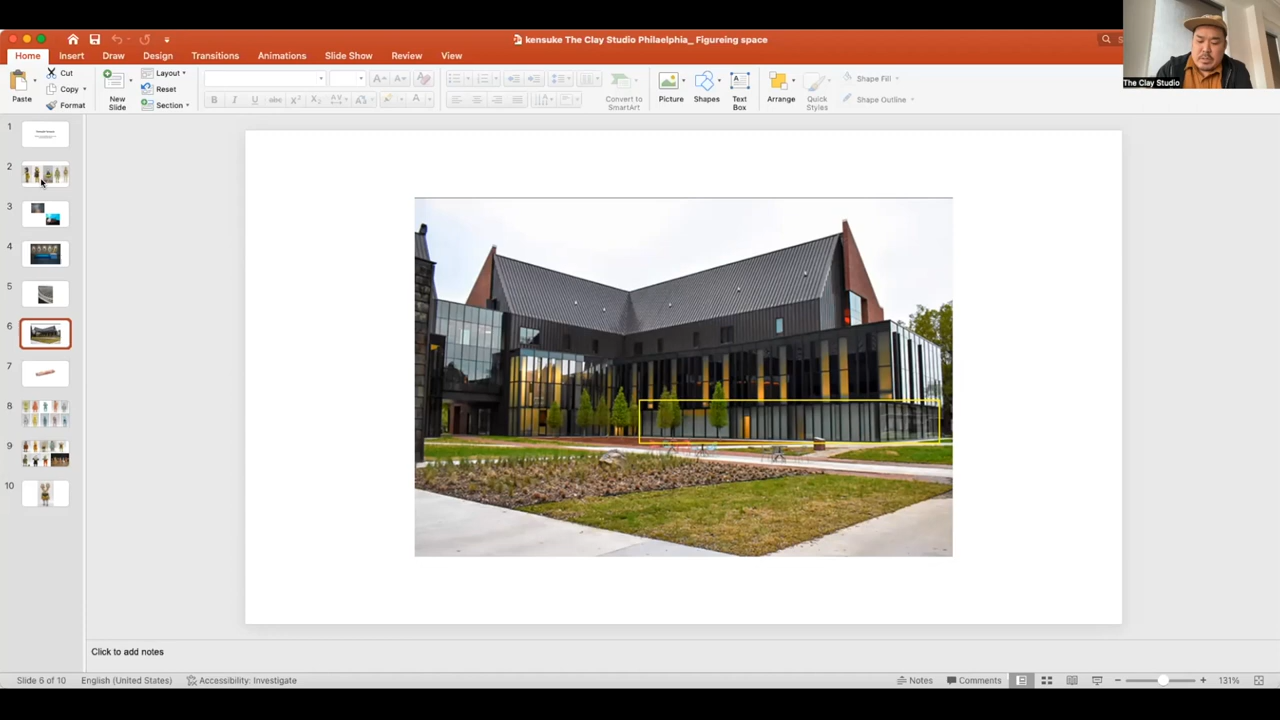 kensuke The Clay Studio Philaelphia_ Figureing space
Home Insert Draw Design Transitions Animations Slide Show Review View
Paste
Cut
Copy
Format
New
Slide
Layout
Reset
Section
B I U abc
Convert to
SmartArt
Picture
Shapes
Text
Box
Arrange
Quick
Styles
Shape Fill
Shape Outline
The Clay Studio
1
2
3
4
5
6
7
8
9
10
Click to add notes
Slide 6 of 10 English (United States) Accessibility: Investigate Notes Comments 131%